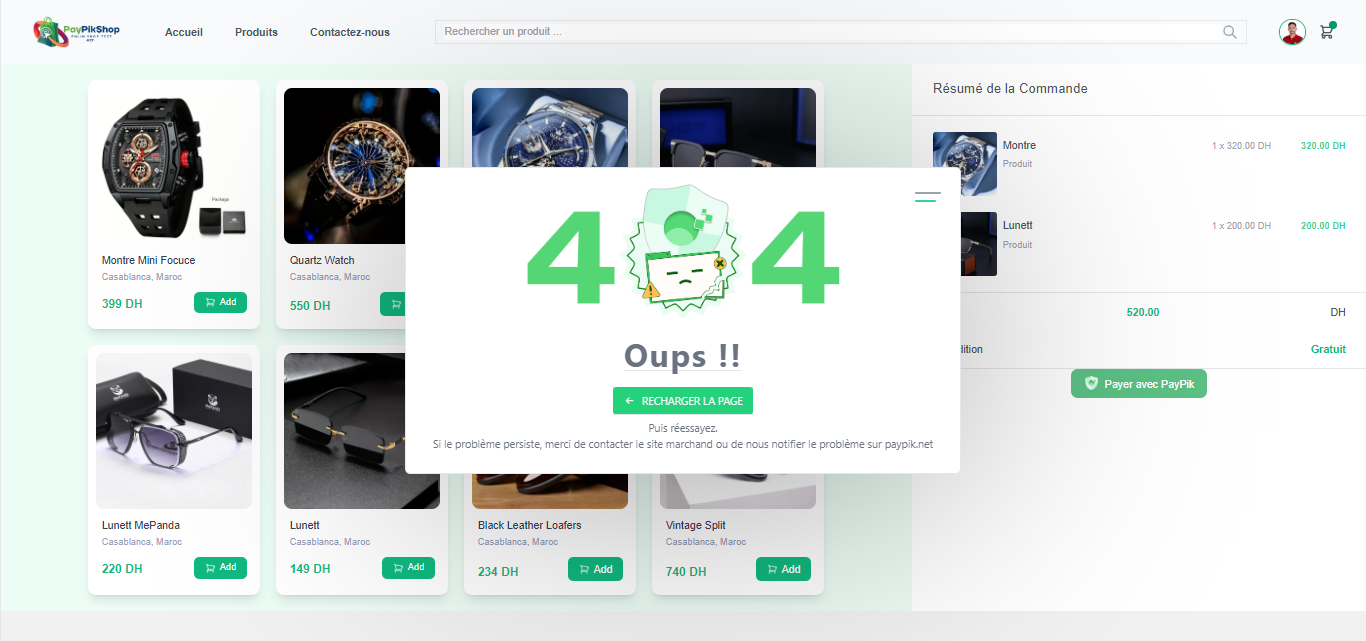 PayPikShop
Accueil
Produits
Contactez-nous
Rechercher un produit ...
Résumé de la Commande
Montre
1 x 320.00 DH
320.00 DH
Produit
Lunett
1 x 200.00 DH
200.00 DH
Produit
520.00
DH
dition
Gratuit
Payer avec PayPik
Package
Montre Mini Focuce
Casablanca, Maroc
399 DH
Add
Quartz Watch
Casablanca, Maroc
550 DH
4 4
Oups !!
RECHARGER LA PAGE
Puis réessayez.
Si le problème persiste, merci de contacter le site marchand ou de nous notifier le problème sur paypik.net
Lunett MePanda
Casablanca, Maroc
220 DH
Add
Lunett
Casablanca, Maroc
149 DH
Add
Black Leather Loafers
Casablanca, Maroc
234 DH
Add
Vintage Split
Casablanca, Maroc
740 DH
Add